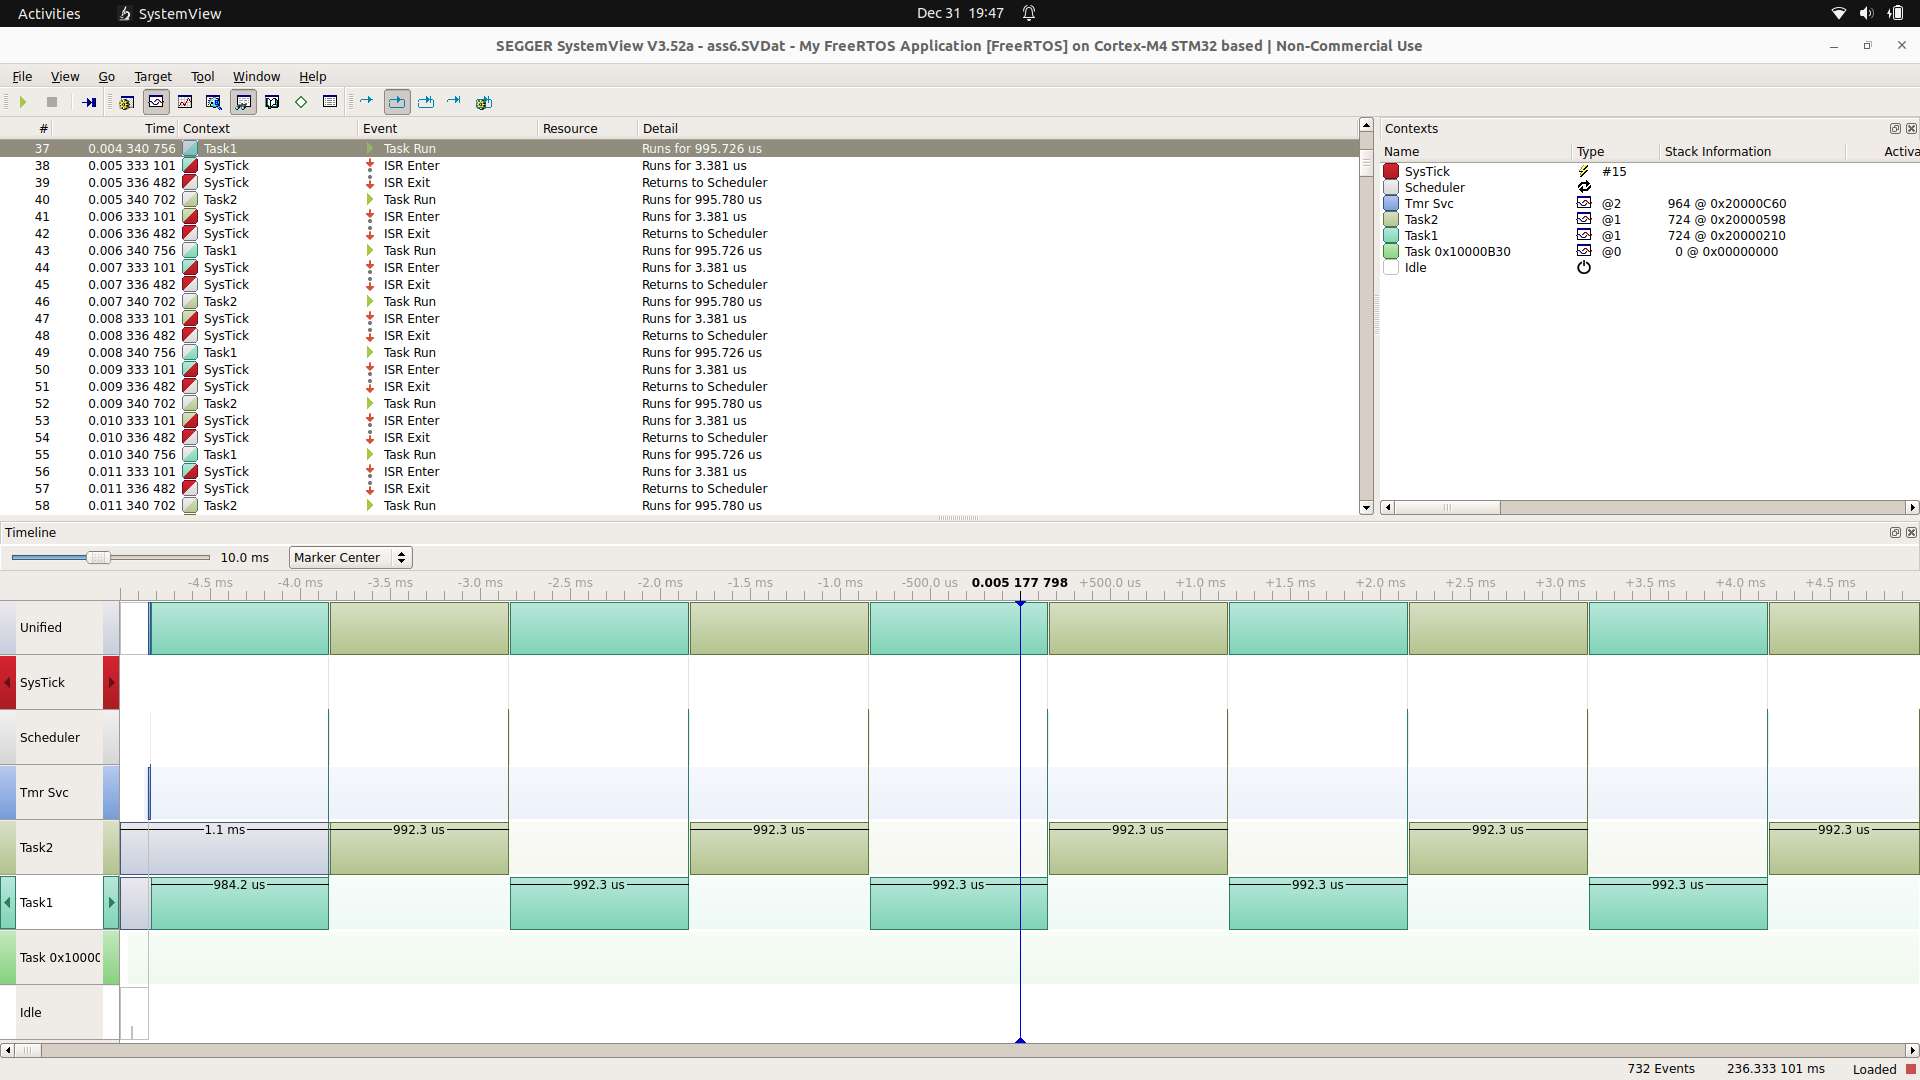 Activities SystemView Dec 31 19:47
SEGGER SystemView V3.52a - ass6.SVDat - My FreeRTOS Application [FreeRTOS] on Cortex-M4 STM32 based | Non-Commercial Use
File View Go Target Tool Window Help
# Time Context Event Resource Detail
37 0.004 340 756 Task1 Task Run Runs for 995.726 us
38 0.005 333 101 SysTick ISR Enter Runs for 3.381 us
39 0.005 336 482 SysTick ISR Exit Returns to Scheduler
40 0.005 340 702 Task2 Task Run Runs for 995.780 us
41 0.006 333 101 SysTick ISR Enter Runs for 3.381 us
42 0.006 336 482 SysTick ISR Exit Returns to Scheduler
43 0.006 340 756 Task1 Task Run Runs for 995.726 us
44 0.007 333 101 SysTick ISR Enter Runs for 3.381 us
45 0.007 336 482 SysTick ISR Exit Returns to Scheduler
46 0.007 340 702 Task2 Task Run Runs for 995.780 us
47 0.008 333 101 SysTick ISR Enter Runs for 3.381 us
48 0.008 336 482 SysTick ISR Exit Returns to Scheduler
49 0.008 340 756 Task1 Task Run Runs for 995.726 us
50 0.009 333 101 SysTick ISR Enter Runs for 3.381 us
51 0.009 336 482 SysTick ISR Exit Returns to Scheduler
52 0.009 340 702 Task2 Task Run Runs for 995.780 us
53 0.010 333 101 SysTick ISR Enter Runs for 3.381 us
54 0.010 336 482 SysTick ISR Exit Returns to Scheduler
55 0.010 340 756 Task1 Task Run Runs for 995.726 us
56 0.011 333 101 SysTick ISR Enter Runs for 3.381 us
57 0.011 336 482 SysTick ISR Exit Returns to Scheduler
58 0.011 340 702 Task2 Task Run Runs for 995.780 us
Contexts
Name Type Stack Information Activa
SysTick #15
Scheduler
Tmr Svc @2 964 @ 0x20000C60
Task2 @1 724 @ 0x20000598
Task1 @1 724 @ 0x20000210
Task 0x10000B30 @0 0 @ 0x00000000
Idle
Timeline
10.0 ms Marker Center
-4.5 ms -4.0 ms -3.5 ms -3.0 ms -2.5 ms -2.0 ms -1.5 ms -1.0 ms -500.0 us 0.005 177 798 +500.0 us +1.0 ms +1.5 ms +2.0 ms +2.5 ms +3.0 ms +3.5 ms +4.0 ms +4.5 ms
Unified
SysTick
Scheduler
Tmr Svc
Task2 1.1 ms 992.3 us 992.3 us 992.3 us 992.3 us 992.3 us
Task1 984.2 us 992.3 us 992.3 us 992.3 us 992.3 us
Task 0x1000
Idle
732 Events 236.333 101 ms Loaded